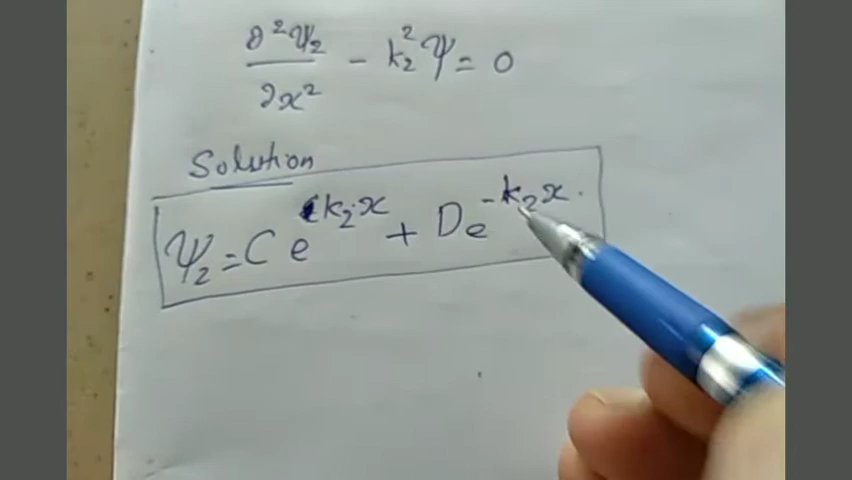 ∂²Ψ₂/∂x² - k₂²Ψ = 0
Solution
Ψ₂ = C e^{k₂x} + D e^{-k₂x}